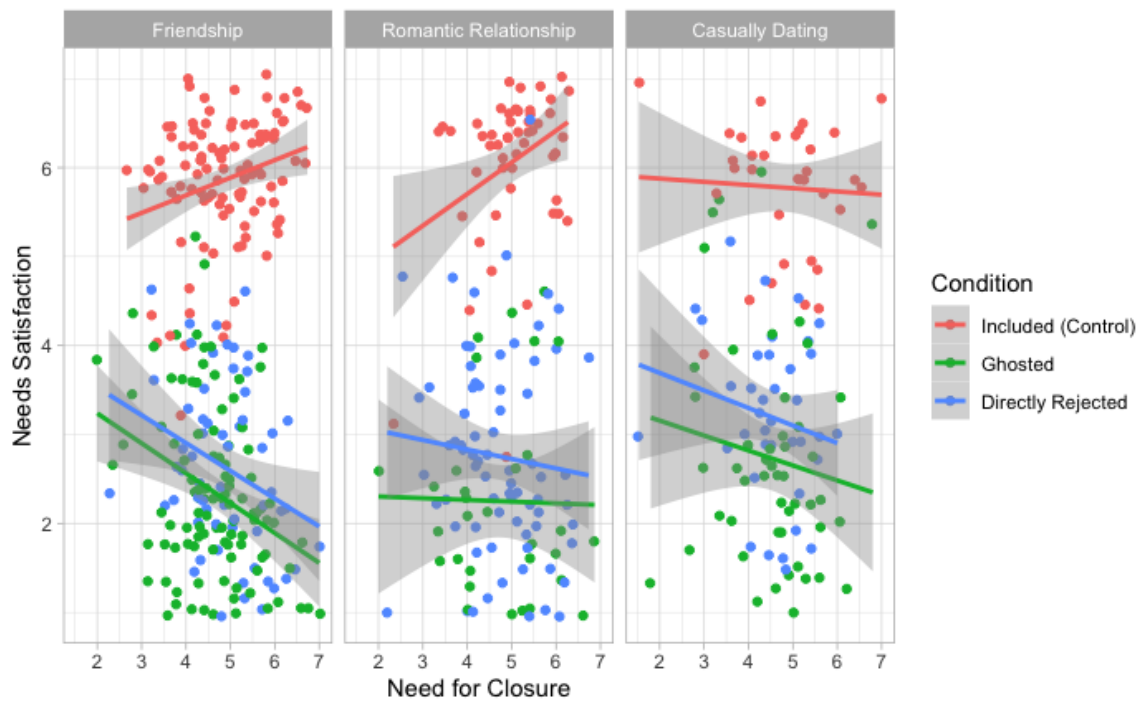 Friendship
Romantic Relationship
Casually Dating
Needs Satisfaction
6
4
2
2 3 4 5 6 7
2 3 4 5 6 7
2 3 4 5 6 7
Need for Closure
Condition
Included (Control)
Ghosted
Directly Rejected